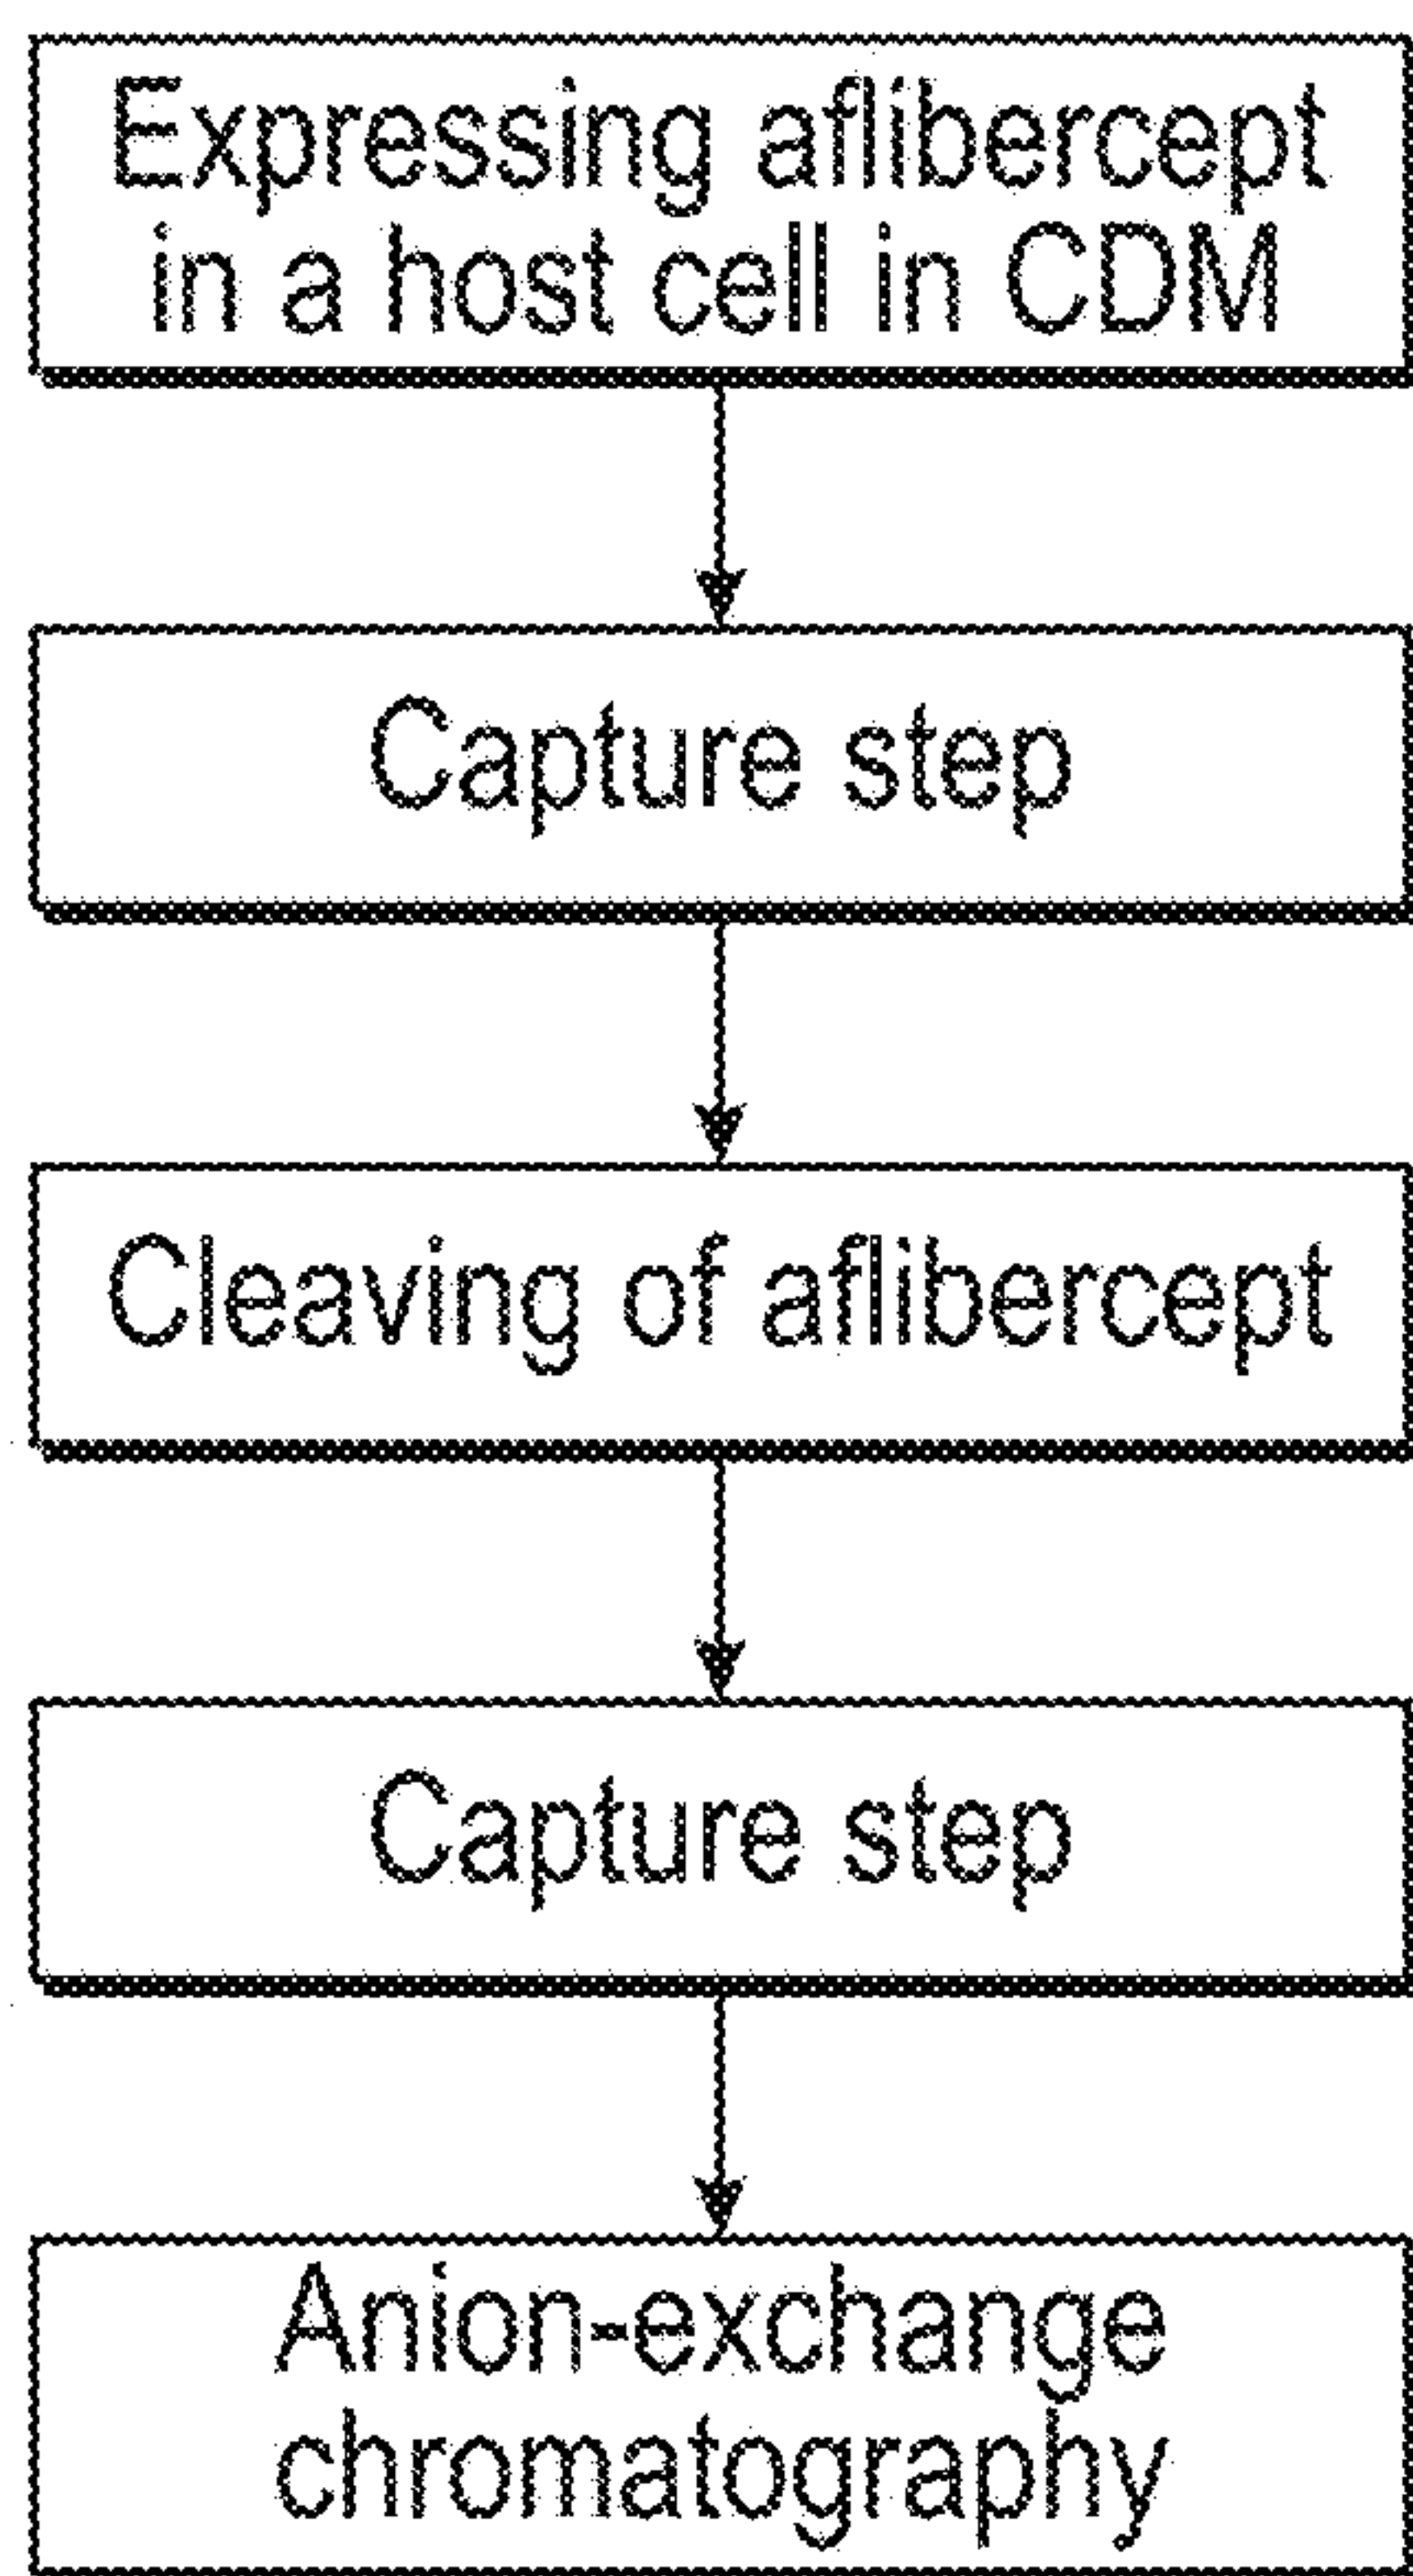 Expressing aflibercept
in a host cell in CDM
Capture step
Cleaving of aflibercept
Capture step
Anion-exchange
chromatography